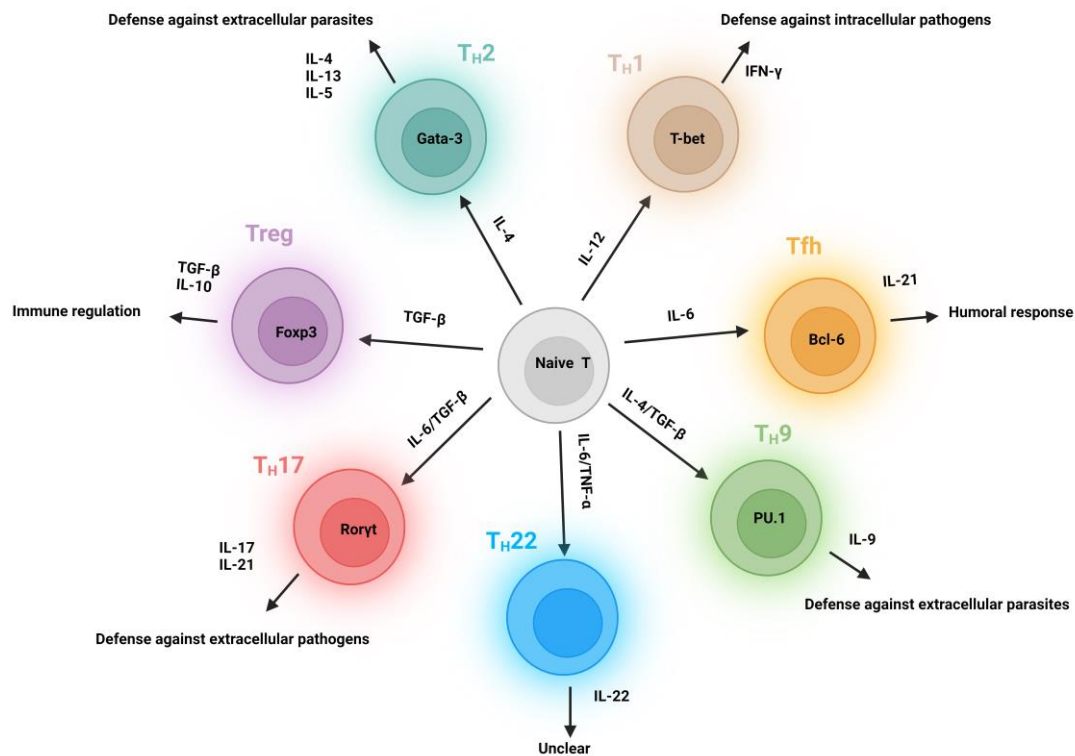 Defense against extracellular parasites
Defense against intracellular pathogens
IL-4
IL-13
IL-5
TH2
TH1
IFN-γ
Gata-3
T-bet
IL-4
IL-12
Treg
Tfh
TGF-β
IL-10
IL-21
Immune regulation
Foxp3
TGF-β
Naive T
IL-6
Bcl-6
Humoral response
IL-6/TGF-β
IL-6/TNF-α
IL-4/TGF-β
TH17
TH9
Rorγt
PU.1
IL-17
IL-21
TH22
IL-9
Defense against extracellular pathogens
Defense against extracellular parasites
IL-22
Unclear